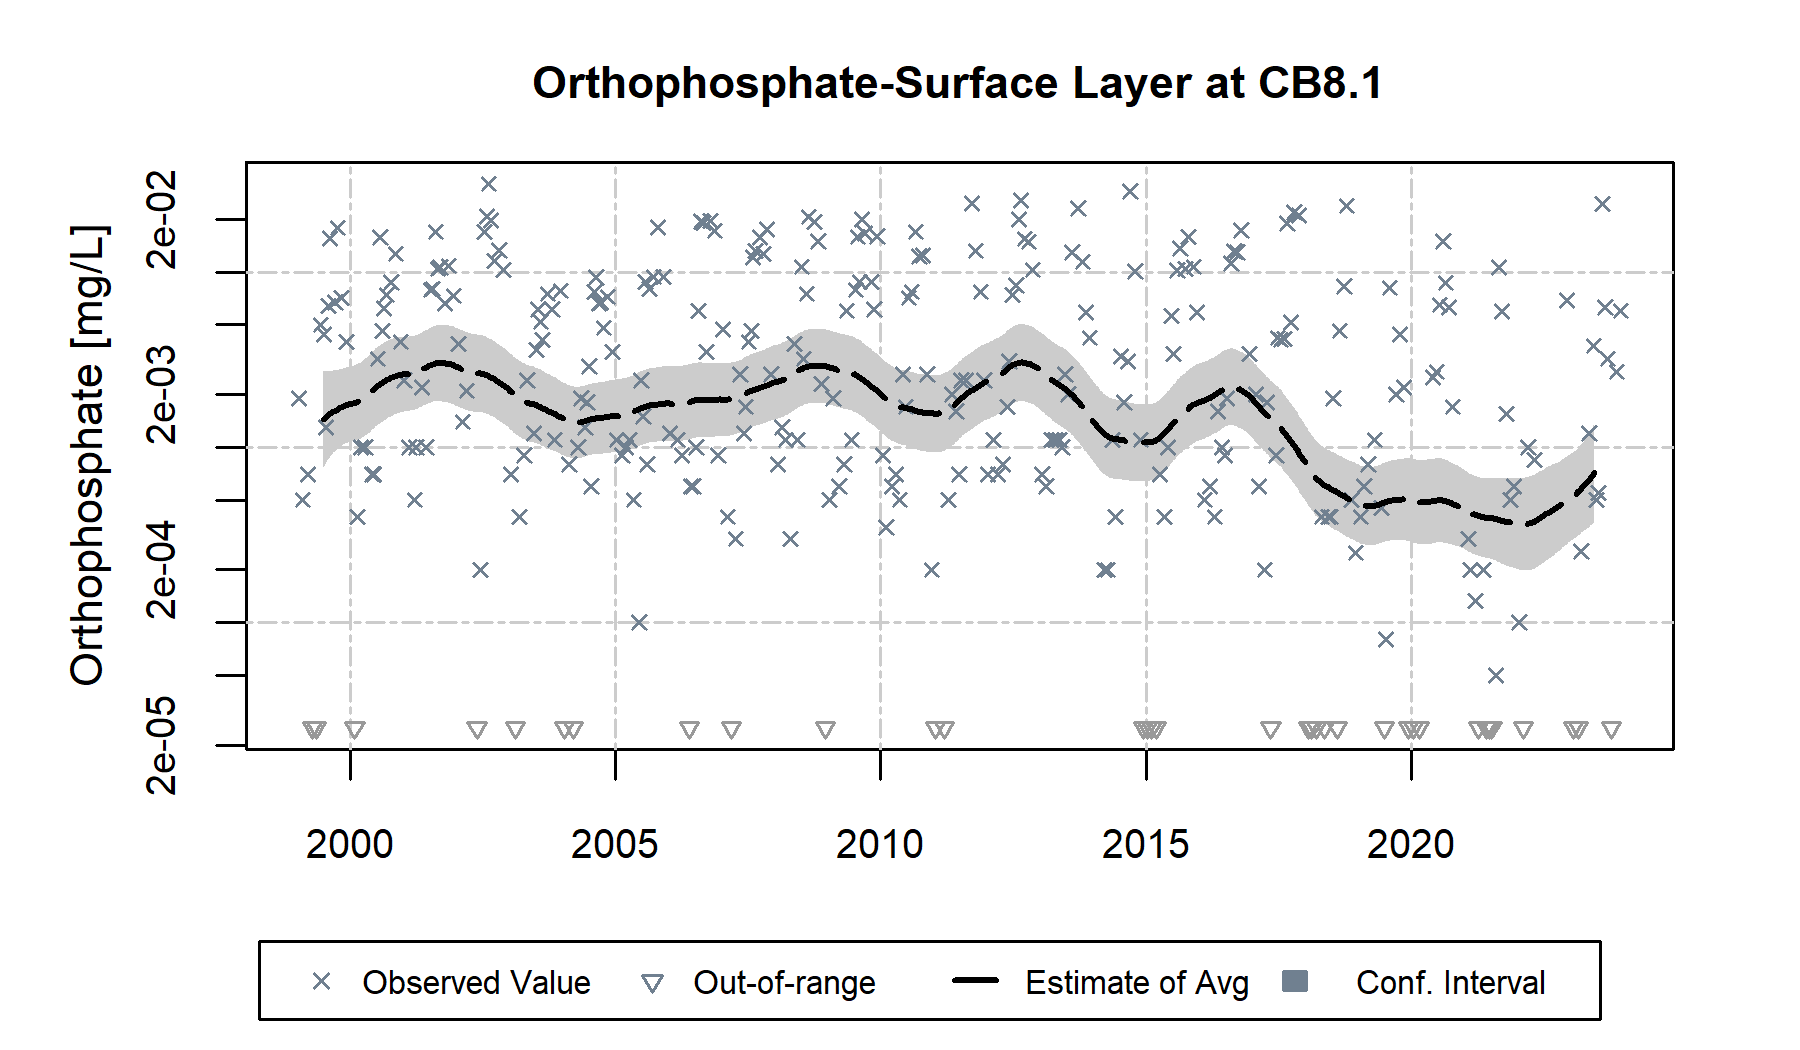 Orthophosphate-Surface Layer at CB8.1
Orthophosphate [mg/L]
2e-02
2e-03
2e-04
2e-05
2000 2005 2010 2015 2020
Observed Value Out-of-range Estimate of Avg Conf. Interval